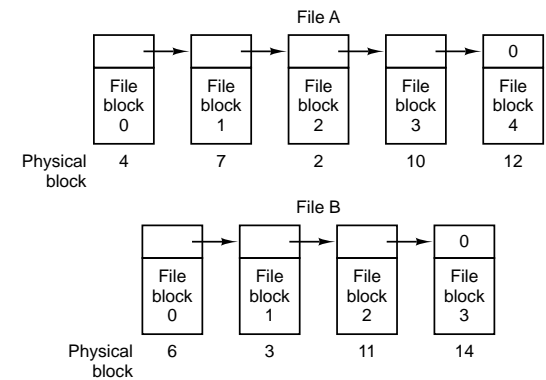 File A
0
File block 0
File block 1
File block 2
File block 3
File block 4
Physical block
4 7 2 10 12
File B
0
File block 0
File block 1
File block 2
File block 3
Physical block
6 3 11 14